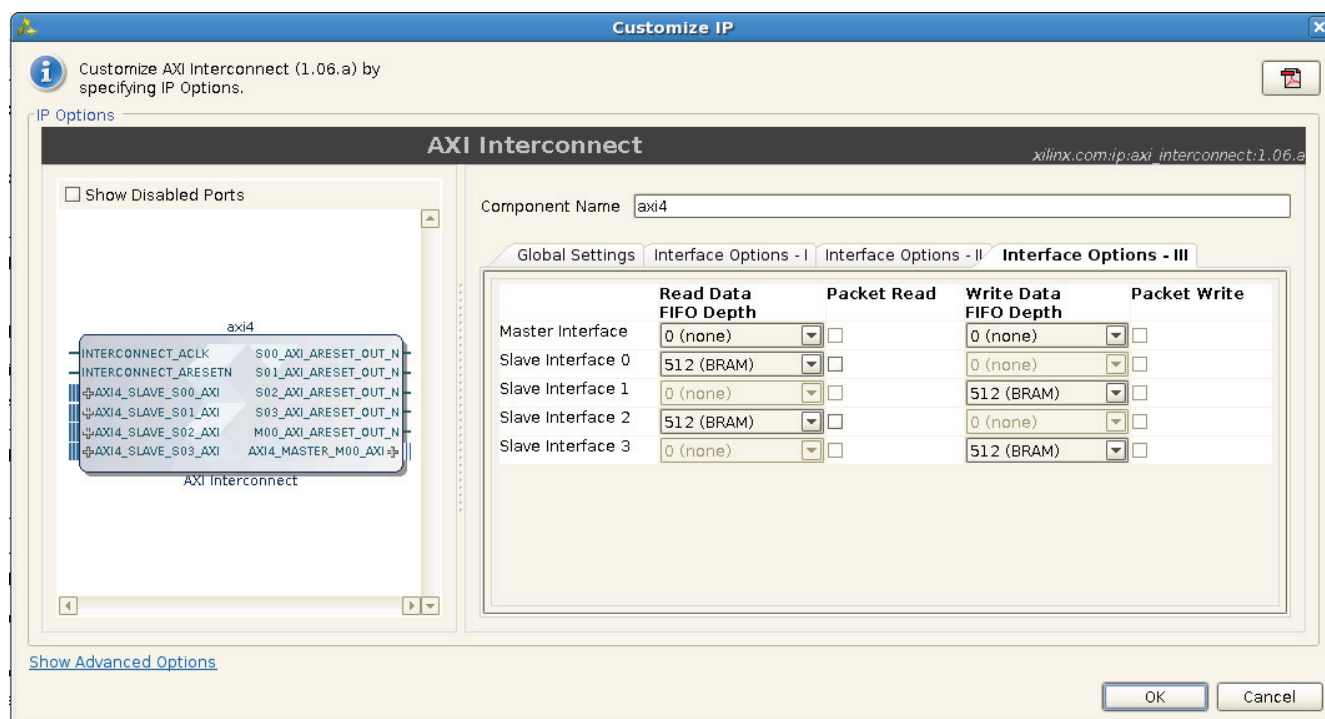 Customize IP
Customize AXI Interconnect (1.06.a) by
specifying IP Options.
IP Options
AXI Interconnect
xilinx.com:ip:axi_interconnect:1.06.a
Show Disabled Ports
axi4
INTERCONNECT_ACLK S00_AXI_ARESET_OUT_N
INTERCONNECT_ARESETN S01_AXI_ARESET_OUT_N
AXI4_SLAVE_S00_AXI S02_AXI_ARESET_OUT_N
AXI4_SLAVE_S01_AXI S03_AXI_ARESET_OUT_N
AXI4_SLAVE_S02_AXI M00_AXI_ARESET_OUT_N
AXI4_SLAVE_S03_AXI AXI4_MASTER_M00_AXI
AXI Interconnect
Component Name axi4
Global Settings Interface Options - I Interface Options - II Interface Options - III
Read Data FIFO Depth Packet Read Write Data FIFO Depth Packet Write
Master Interface 0 (none) 0 (none)
Slave Interface 0 512 (BRAM) 0 (none)
Slave Interface 1 0 (none) 512 (BRAM)
Slave Interface 2 512 (BRAM) 0 (none)
Slave Interface 3 0 (none) 512 (BRAM)
Show Advanced Options
OK Cancel